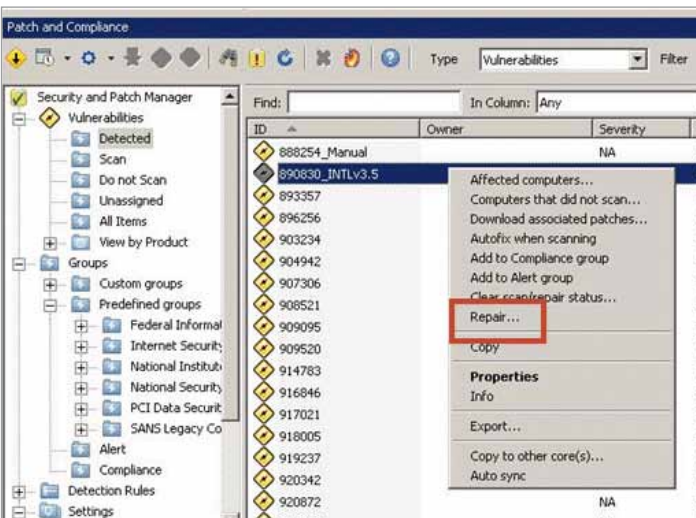 Patch and Compliance
Type Vulnerabilities Filter
Security and Patch Manager
Vulnerabilities
Detected
Scan
Do not Scan
Unassigned
All Items
View by Product
Groups
Custom groups
Predefined groups
Federal Informat
Internet Security
National Institut
National Security
PCI Data Securit
SANS Legacy Co
Alert
Compliance
Detection Rules
Settings
Find: In Column: Any
ID Owner Severity
888254_Manual NA
890830_INTLv3.5
893357
896256
903234
904942
907306
908521
909095
909520
914783
916846
917021
918005
919237
920342
920872 NA
Affected computers...
Computers that did not scan...
Download associated patches...
Autofix when scanning
Add to Compliance group
Add to Alert group
Clear scan/repair status...
Repair...
Copy
Properties
Info
Export...
Copy to other core(s)...
Auto sync